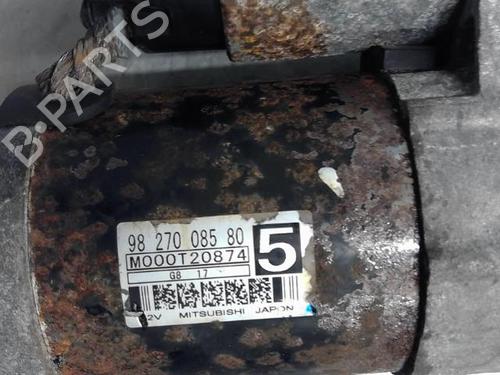 B-PARTS
98 270 085 80
M000T20874
5
G8 17
12V MITSUBISHI JAPON